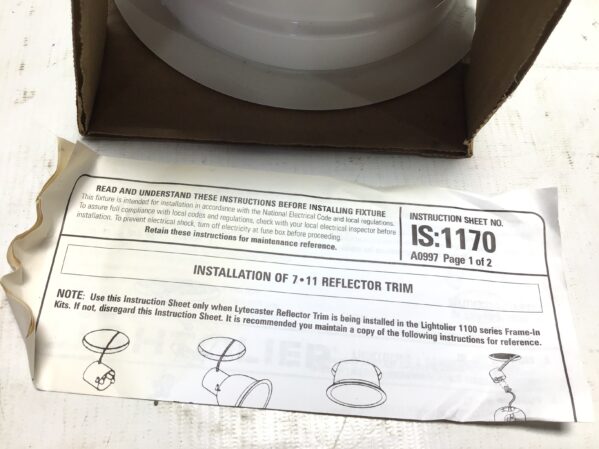 READ AND UNDERSTAND THESE INSTRUCTIONS BEFORE INSTALLING FIXTURE
This fixture is intended for installation in accordance with the National Electrical Code and local regulations.
To assure full compliance with local codes and regulations, check with your local electrical inspector before
installation. To prevent electrical shock, turn off electricity at fuse box before proceeding.
Retain these instructions for maintenance reference.
INSTRUCTION SHEET NO.
IS:1170
A0997 Page 1 of 2
INSTALLATION OF 7•11 REFLECTOR TRIM
NOTE: Use this Instruction Sheet only when Lytecaster Reflector Trim is being installed in the Lightolier 1100 series Frame-In
Kits. If not, disregard this Instruction Sheet. It is recommended you maintain a copy of the following instructions for reference.